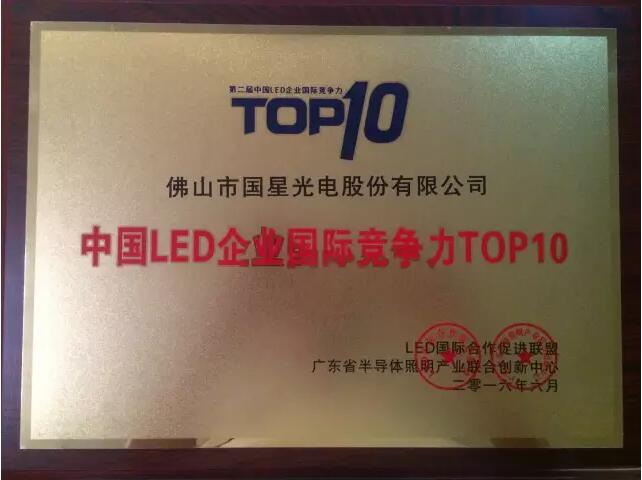 第二届中国LED企业国际竞争力
TOP10
佛山市国星光电股份有限公司
中国LED企业国际竞争力TOP10
LED国际合作促进联盟
广东省半导体照明产业联合创新中心
二零一六年六月